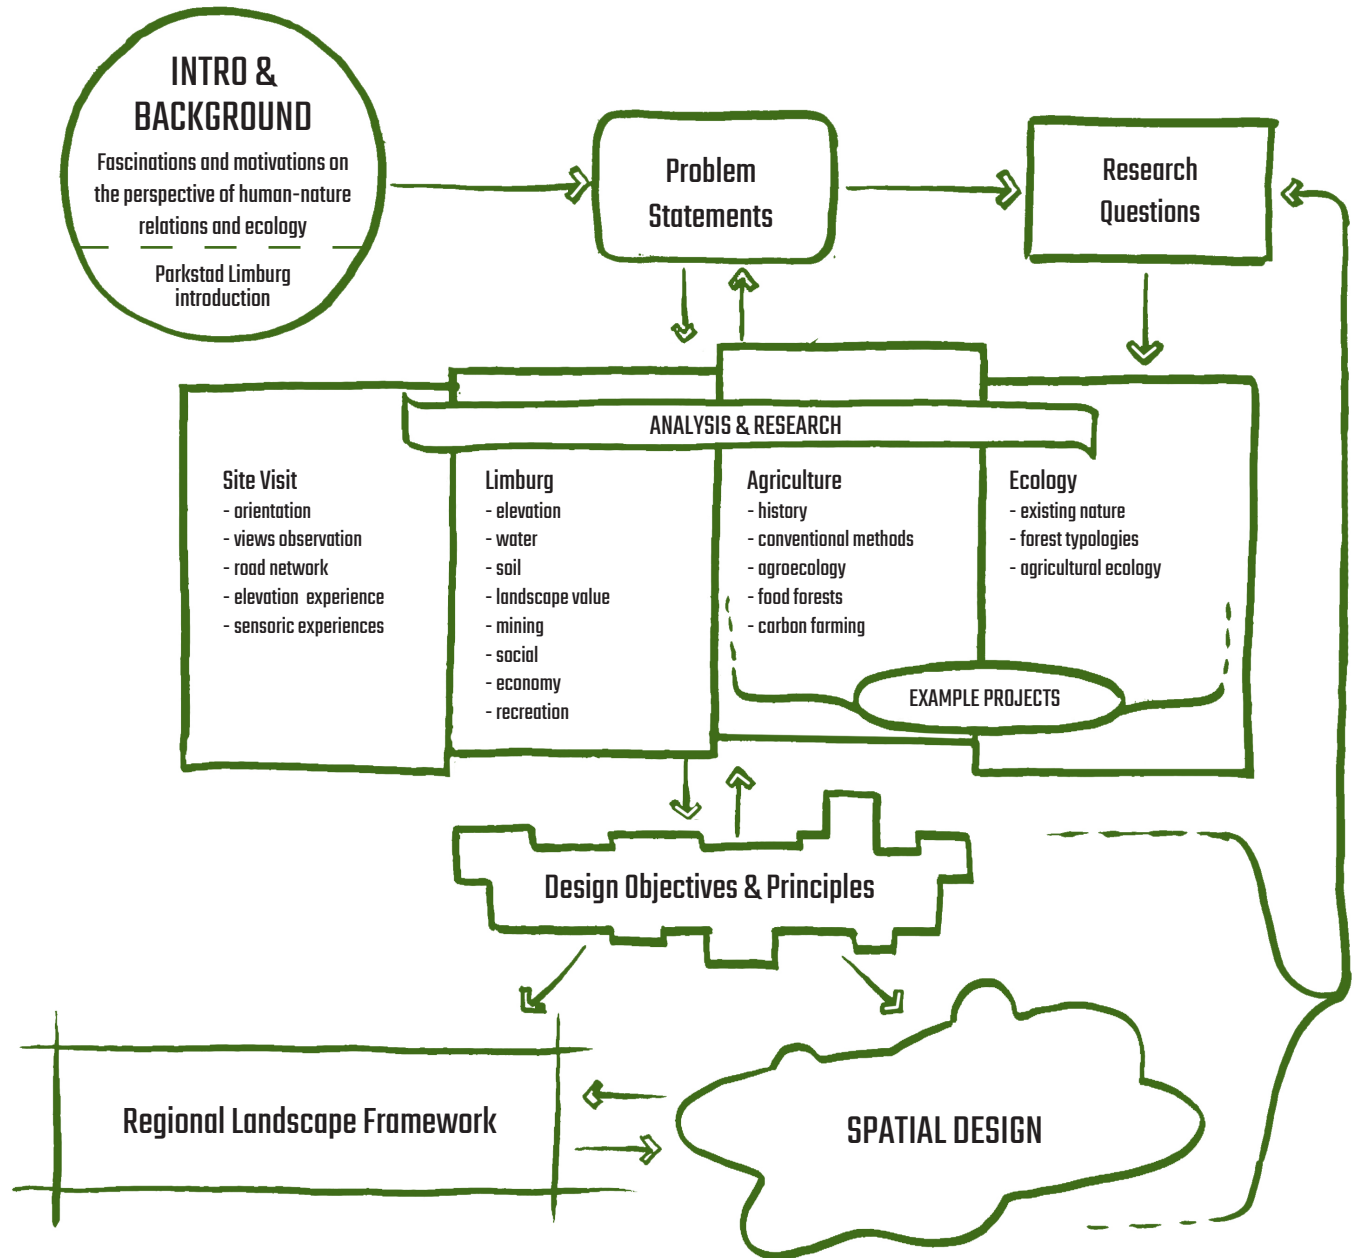 INTRO &
BACKGROUND
Fascinations and motivations on
the perspective of human-nature
relations and ecology
Parkstad Limburg
introduction
Problem
Statements
Research
Questions
ANALYSIS & RESEARCH
Site Visit
- orientation
- views observation
- road network
- elevation  experience
- sensoric experiences
Limburg
- elevation
- water
- soil
- landscape value
- mining
- social
- economy
- recreation
Agriculture
- history
- conventional methods
- agroecology
- food forests
- carbon farming
Ecology
- existing nature
- forest typologies
- agricultural ecology
EXAMPLE PROJECTS
Design Objectives & Principles
Regional Landscape Framework
SPATIAL DESIGN